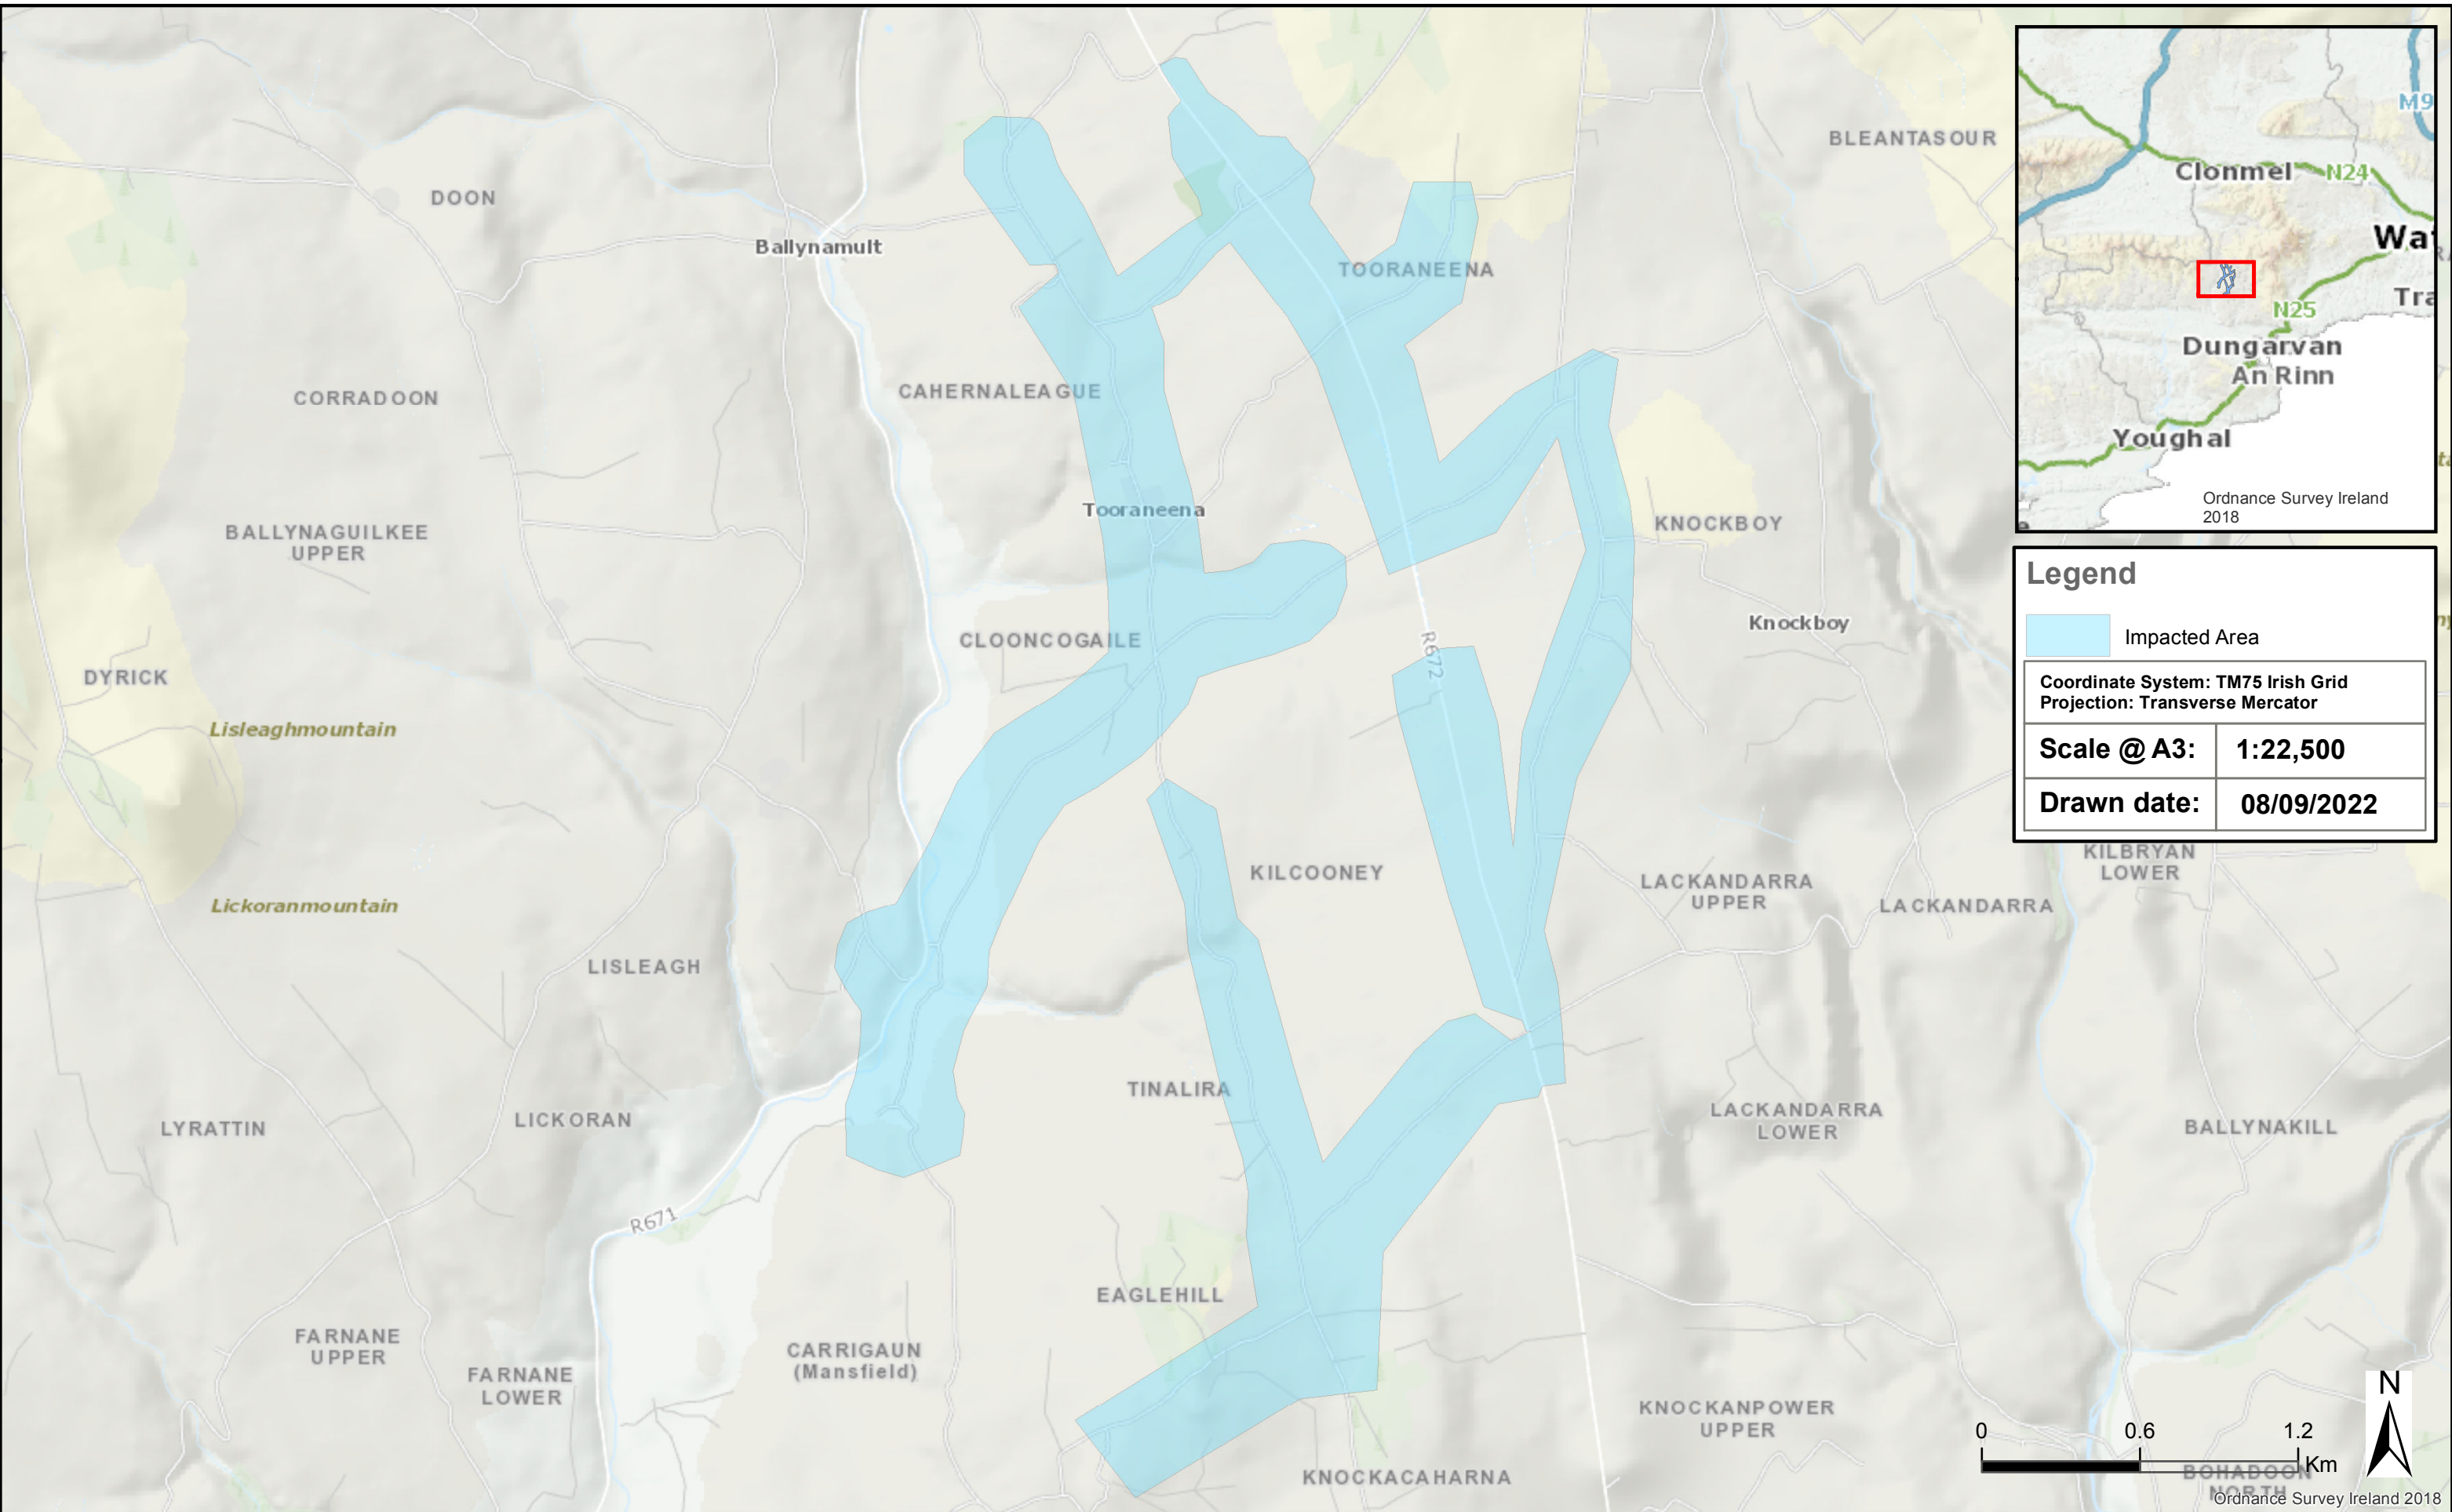 BLEANTASOUR
DOON
Ballynamult
TOORANEENA
CORRADOON
CAHERNALEAGUE
Tooraneena
BALLYNAGUILKEE
UPPER
KNOCKBOY
Knockboy
CLOONCOGAILE
R672
DYRICK
Lisleaghmountain
KILCOONEY
LACKANDARRA
UPPER
LACKANDARRA
KILBRYAN
LOWER
Lickoranmountain
LISLEAGH
TINALIRA
LYRATTIN
LICKORAN
LACKANDARRA
LOWER
BALLYNAKILL
R671
EAGLEHILL
FARNANE
UPPER
FARNANE
LOWER
CARRIGAUN
(Mansfield)
KNOCKANPOWER
UPPER
KNOCKACAHARNA
BOHADOON
NORTH
M9
Clonmel
N24
Wat
Tra
N25
Dungarvan
An Rinn
Youghal
Ordnance Survey Ireland
2018
Legend
Impacted Area
Coordinate System: TM75 Irish Grid
Projection: Transverse Mercator
Scale @ A3: 1:22,500
Drawn date: 08/09/2022
N
0 0.6 1.2
Km
Ordnance Survey Ireland 2018